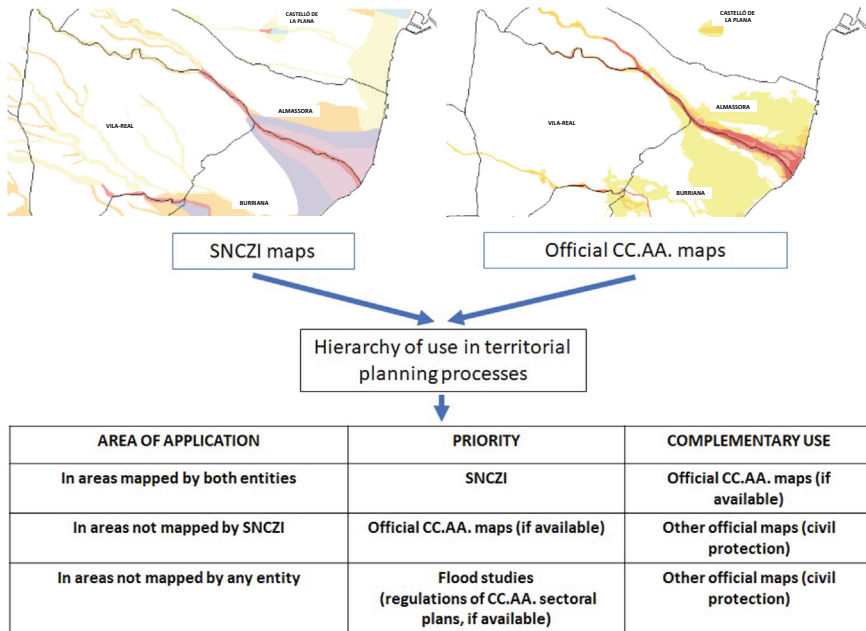 CASTELLÓ DE
LA PLANA
ALMASSORA
VILA-REAL
BURRIANA
CASTELLÓ DE
LA PLANA
ALMASSORA
VILA-REAL
BURRIANA
SNCZI maps
Official CC.AA. maps
Hierarchy of use in territorial
planning processes
AREA OF APPLICATION
PRIORITY
COMPLEMENTARY USE
In areas mapped by both entities
SNCZI
Official CC.AA. maps (if
available)
In areas not mapped by SNCZI
Official CC.AA. maps (if available)
Other official maps (civil
protection)
In areas not mapped by any entity
Flood studies
(regulations of CC.AA. sectoral
plans, if available)
Other official maps (civil
protection)